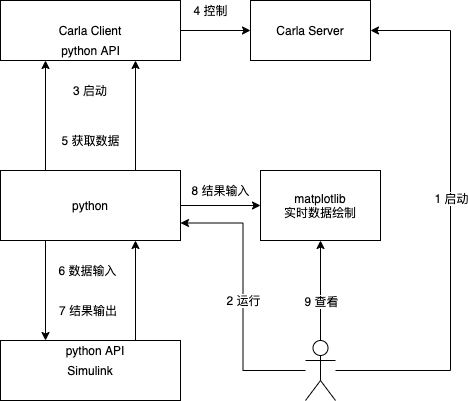 Carla Client
python API
4 控制
Carla Server
3 启动
5 获取数据
python
8 结果输入
matplotlib
实时数据绘制
1 启动
6 数据输入
7 结果输出
2 运行
9 查看
python API
Simulink